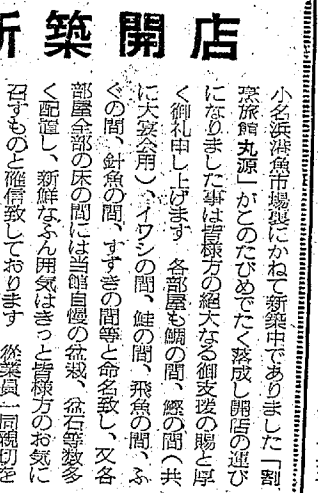 新築開店
小名浜港魚市場裏にかねて新築中でありました「割
烹旅館丸源」がこのたびめでたく落成し開店の運び
になりました事は皆様方の絶大なる御支援の賜と厚
く御礼申し上げます　各部屋も鯛の間、鰹の間（共
に大宴会用）、イワシの間、鮭の間、飛魚の間、ふ
ぐの間、針魚の間、すずきの間等と命名致し、又各
部屋全部の床の間には当館自慢の盆栽、盆石等数多
く配置し、新鮮なふん囲気はきっと皆様方のお気に
召すものと確信致しております　従業員一同親切を